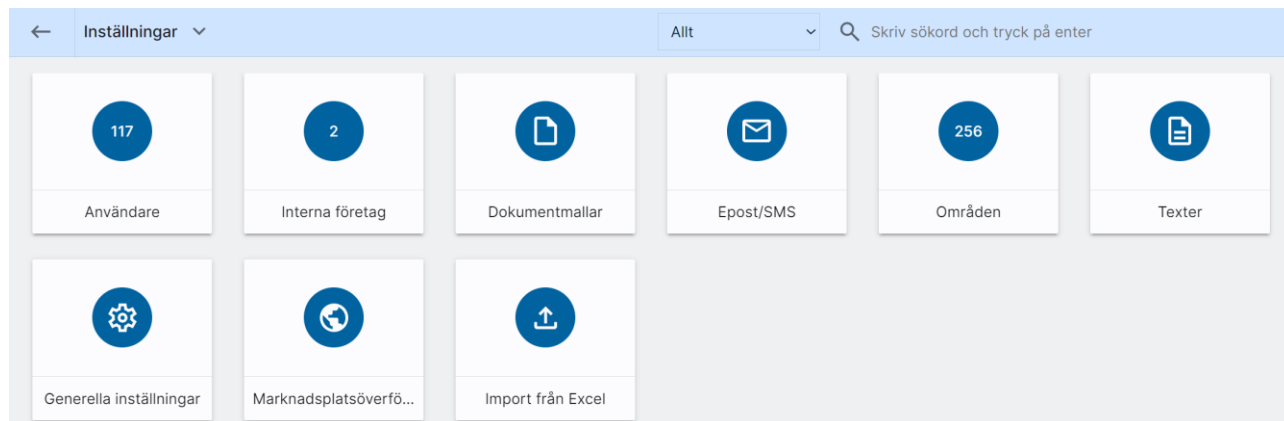 Inställningar
Allt
Skriv sökord och tryck på enter
117
2
256
Användare
Interna företag
Dokumentmallar
Epost/SMS
Områden
Texter
Generella inställningar
Marknadsplatsöverfö...
Import från Excel